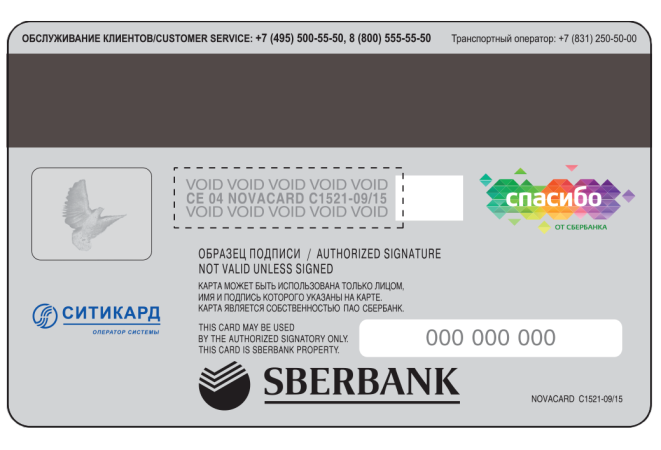 ОБСЛУЖИВАНИЕ КЛИЕНТОВ/CUSTOMER SERVICE: +7 (495) 500-55-50, 8 (800) 555-55-50 Транспортный оператор: +7 (831) 250-50-00
VOID VOID VOID VOID VOID
CE 04 NOVACARD C1521-09/15
VOID VOID VOID VOID VOID
спасибо
ОТ СБЕРБАНКА
ОБРАЗЕЦ ПОДПИСИ / AUTHORIZED SIGNATURE
NOT VALID UNLESS SIGNED
КАРТА МОЖЕТ БЫТЬ ИСПОЛЬЗОВАНА ТОЛЬКО ЛИЦОМ,
ИМЯ И ПОДПИСЬ КОТОРОГО УКАЗАНЫ НА КАРТЕ.
КАРТА ЯВЛЯЕТСЯ СОБСТВЕННОСТЬЮ ПАО СБЕРБАНК.
СИТИКАРД
ОПЕРАТОР СИСТЕМЫ
THIS CARD MAY BE USED
BY THE AUTHORIZED SIGNATORY ONLY.
THIS CARD IS SBERBANK PROPERTY.
000 000 000
SBERBANK
NOVACARD C1521-09/15